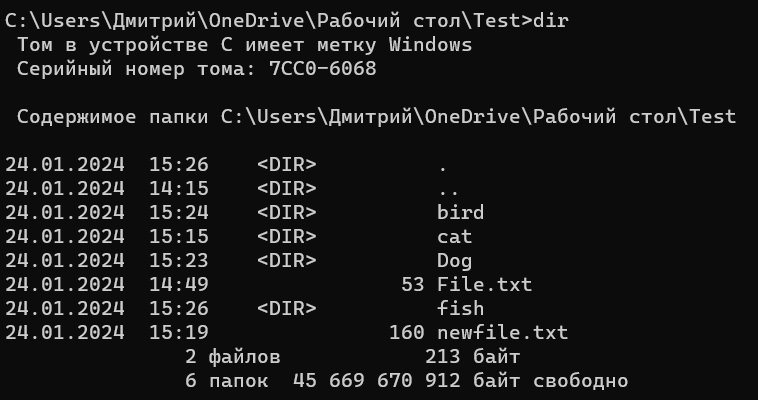 C:\Users\Дмитрий\OneDrive\Рабочий стол\Test>dir
Том в устройстве C имеет метку Windows
Серийный номер тома: 7CC0-6068
Содержимое папки C:\Users\Дмитрий\OneDrive\Рабочий стол\Test
24.01.2024  15:26    <DIR>          .
24.01.2024  14:15    <DIR>          ..
24.01.2024  15:24    <DIR>          bird
24.01.2024  15:15    <DIR>          cat
24.01.2024  15:23    <DIR>          Dog
24.01.2024  14:49                53 File.txt
24.01.2024  15:26    <DIR>          fish
24.01.2024  15:19               160 newfile.txt
2 файлов            213 байт
6 папок  45 669 670 912 байт свободно